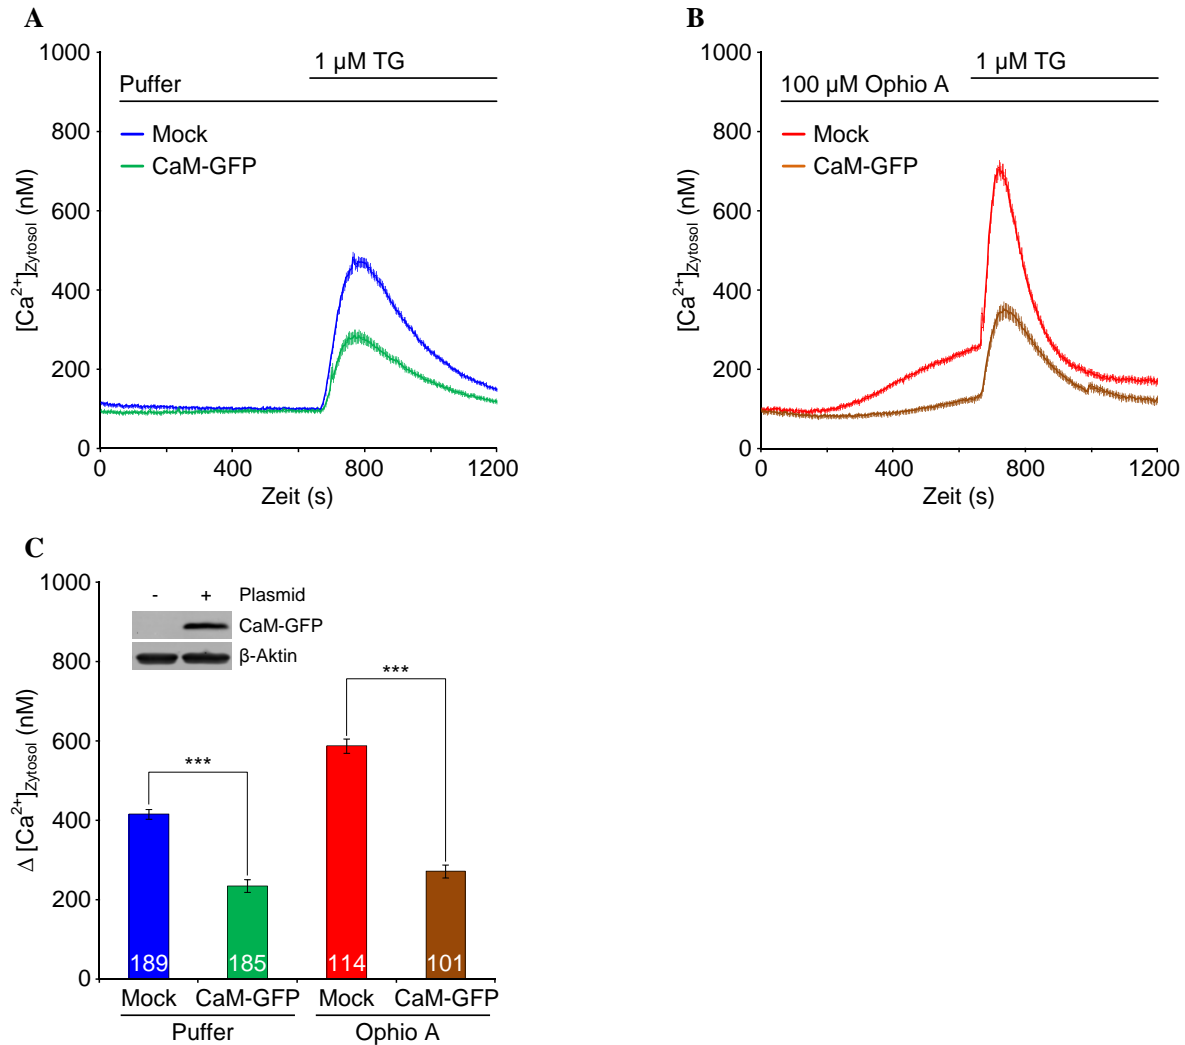 A
1000
800
600
400
200
0
[Ca²⁺]Zytosol (nM)
1 µM TG
Puffer
Mock
CaM-GFP
0 400 800 1200
Zeit (s)
B
1000
800
600
400
200
0
[Ca²⁺]Zytosol (nM)
1 µM TG
100 µM Ophio A
Mock
CaM-GFP
0 400 800 1200
Zeit (s)
C
1000
800
600
400
200
0
Δ [Ca²⁺]Zytosol (nM)
- + Plasmid
CaM-GFP
β-Aktin
***
***
189 185 114 101
Mock CaM-GFP Mock CaM-GFP
Puffer Ophio A